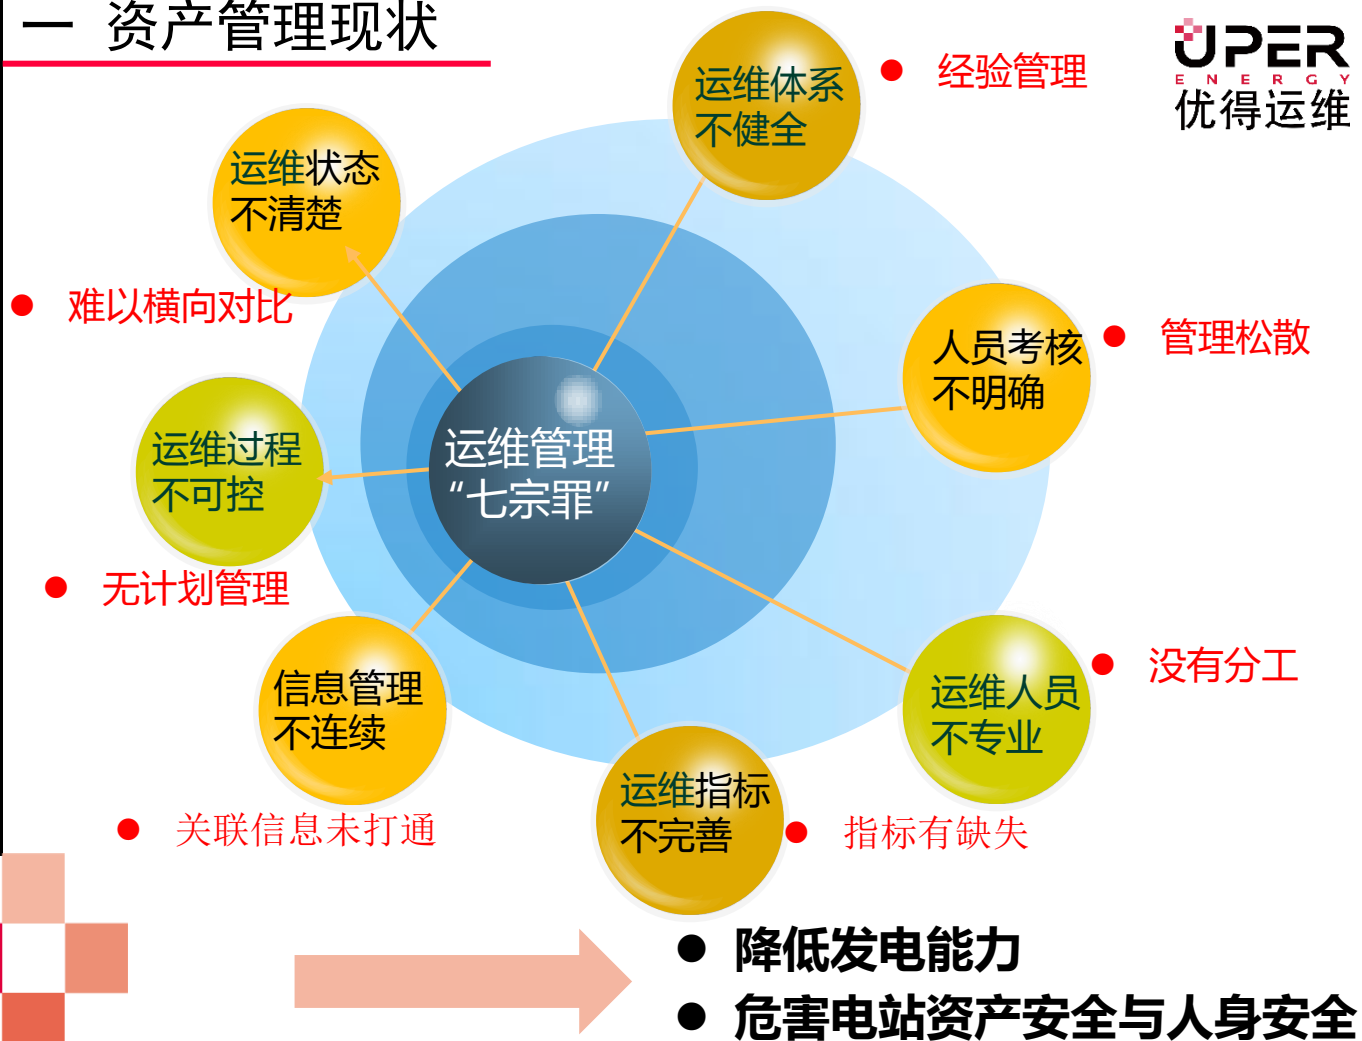 一 资产管理现状
UPER
ENERGY
优得运维
运维体系
不健全
经验管理
运维状态
不清楚
难以横向对比
人员考核
不明确
管理松散
运维管理
“七宗罪”
运维过程
不可控
无计划管理
运维人员
不专业
没有分工
信息管理
不连续
关联信息未打通
运维指标
不完善
指标有缺失
降低发电能力
危害电站资产安全与人身安全